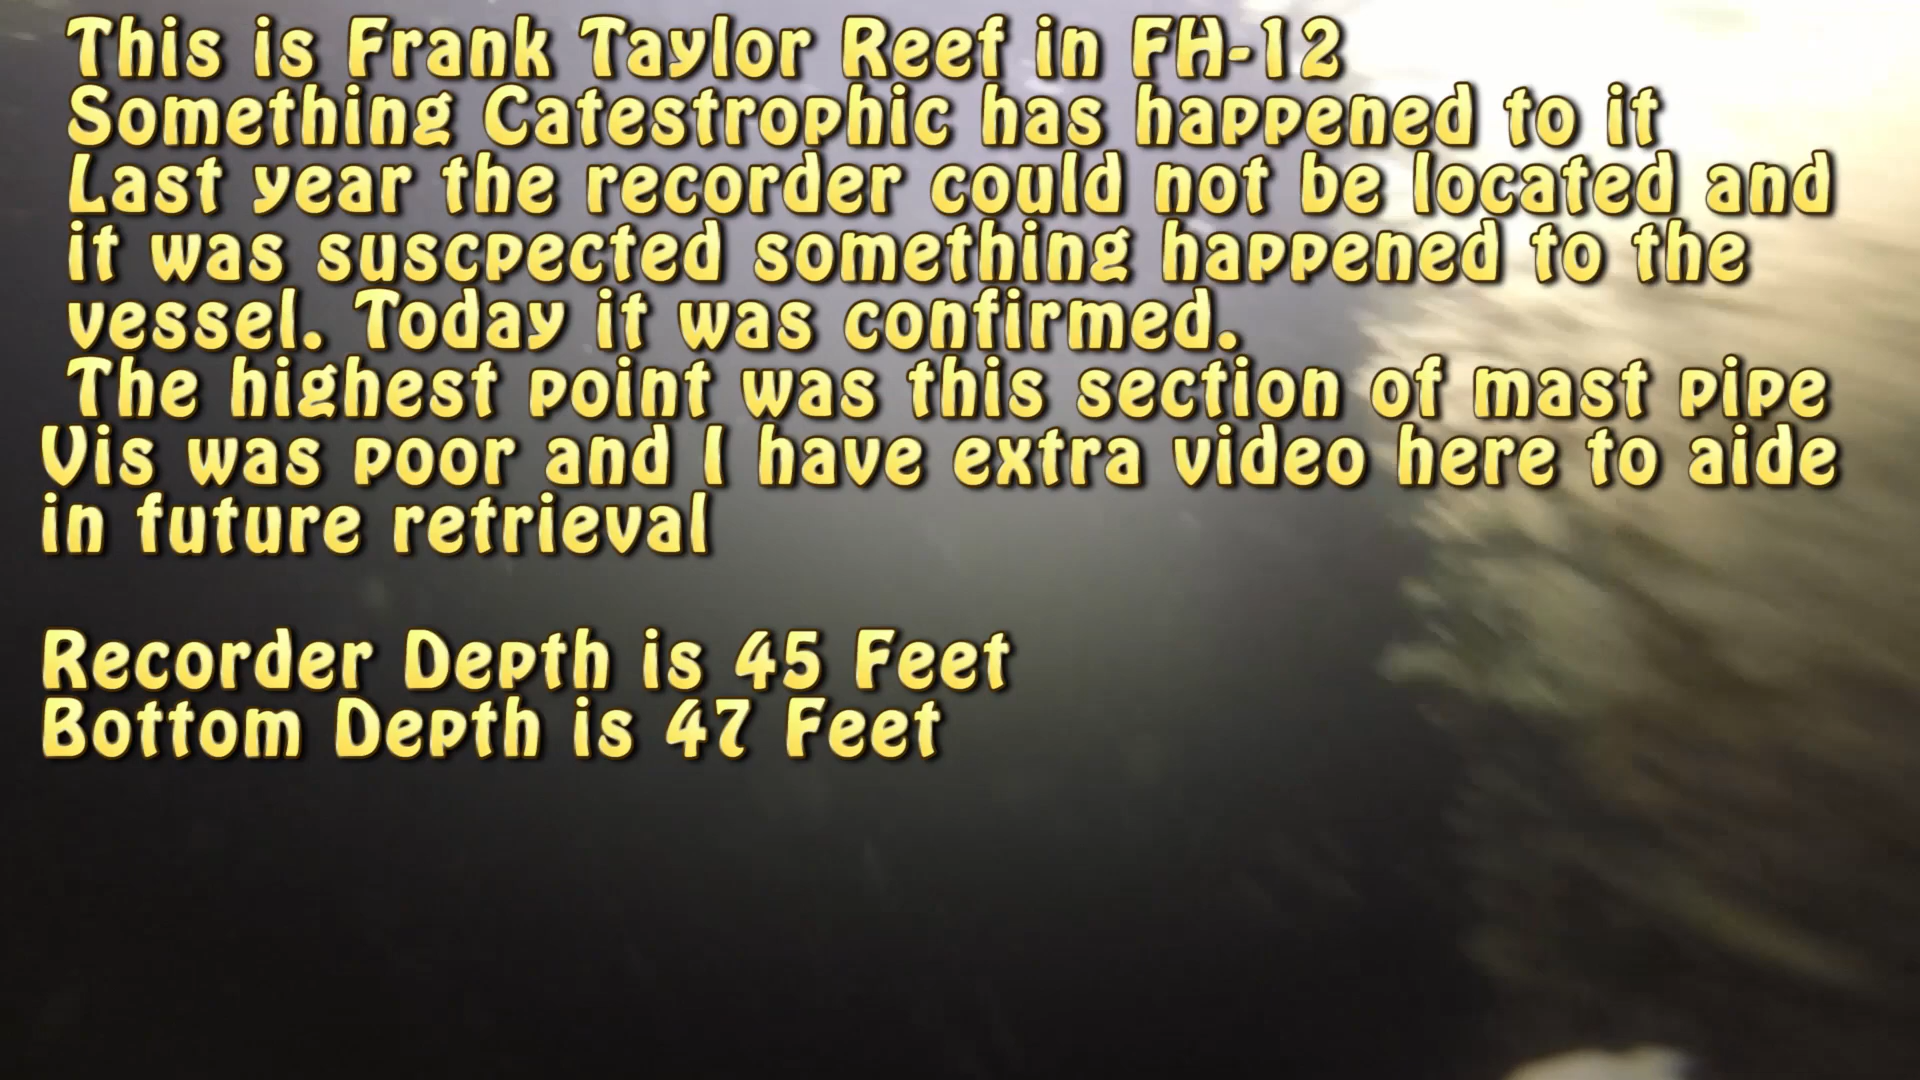 This is Frank Taylor Reef in FH-12
Something Catestrophic has happened to it
Last year the recorder could not be located and
it was suscpected something happened to the
vessel. Today it was confirmed.
The highest point was this section of mast pipe
Vis was poor and I have extra video here to aide
in future retrieval
Recorder Depth is 45 Feet
Bottom Depth is 47 Feet